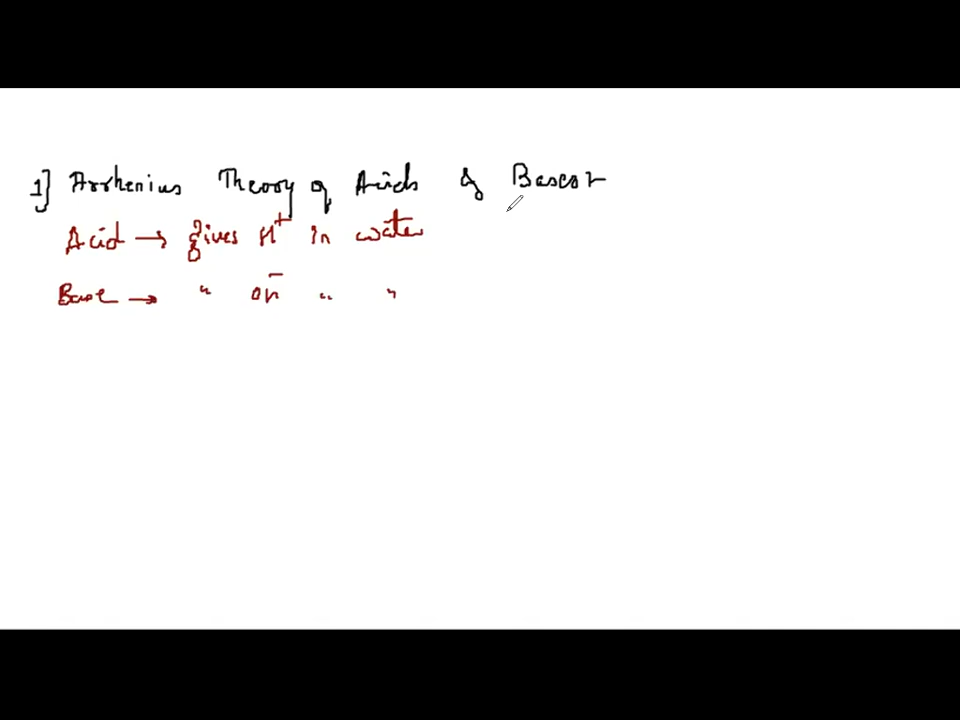 1] Arrhenius Theory of Acids & Bases :-
Acid → gives H⁺ in water
Base → " OH⁻ " "